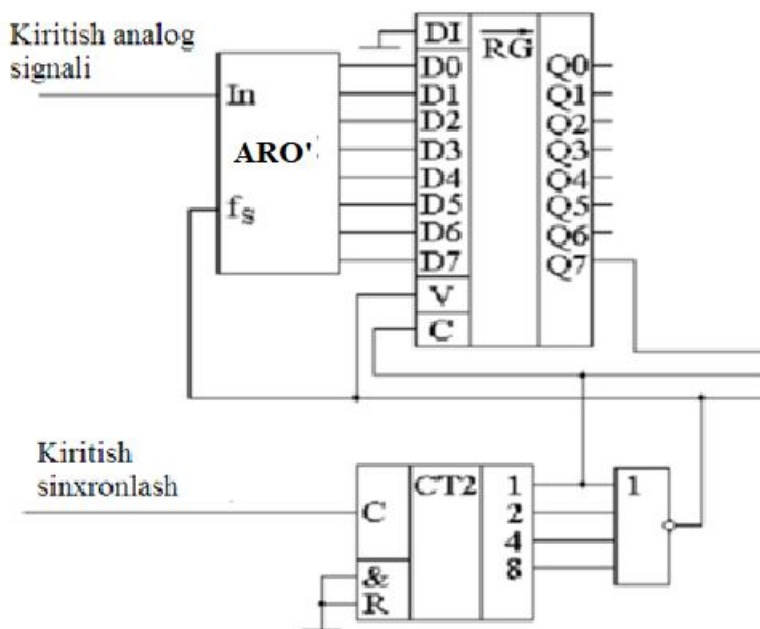 Kiritish analog
signali
In
ARO'
fs
DI
D0
D1
D2
D3
D4
D5
D6
D7
V
C
RG
Q0
Q1
Q2
Q3
Q4
Q5
Q6
Q7
Kiritish
sinxronlash
C
&
R
CT2
1
2
4
8
1